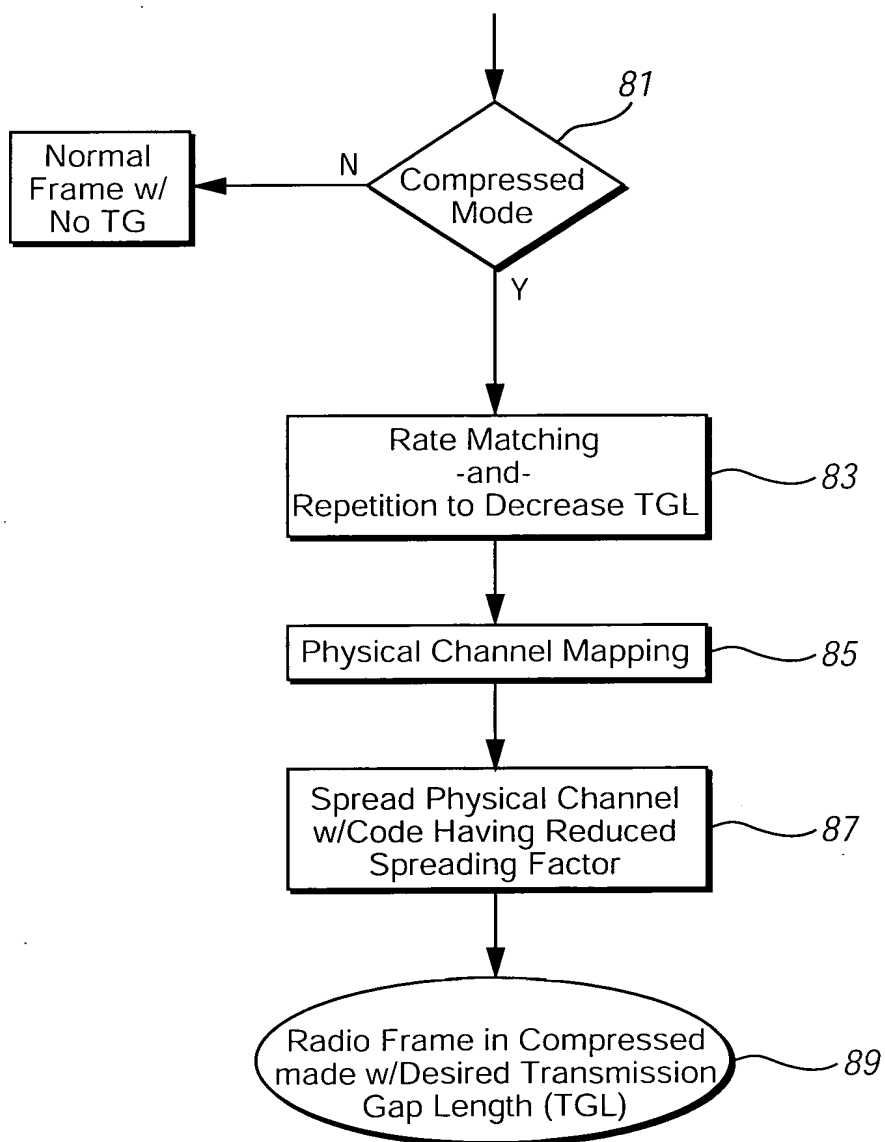 81
Compressed
Mode
N
Normal
Frame w/
No TG
Y
Rate Matching
-and-
Repetition to Decrease TGL
83
Physical Channel Mapping
85
Spread Physical Channel
w/Code Having Reduced
Spreading Factor
87
Radio Frame in Compressed
made w/Desired Transmission
Gap Length (TGL)
89